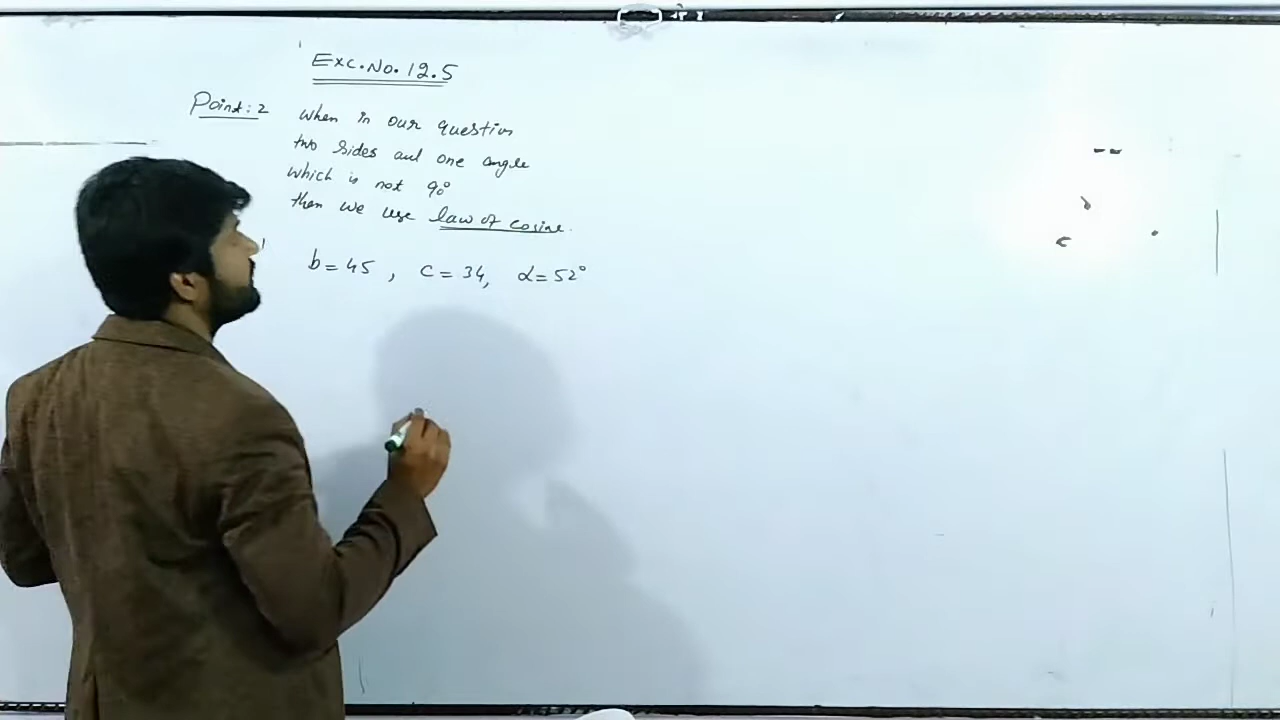 Exc.No.12.5
Point:2 when in our question
two sides and one angle
which is not 90°
then we use law of cosine.
b=45, c=34, α=52°